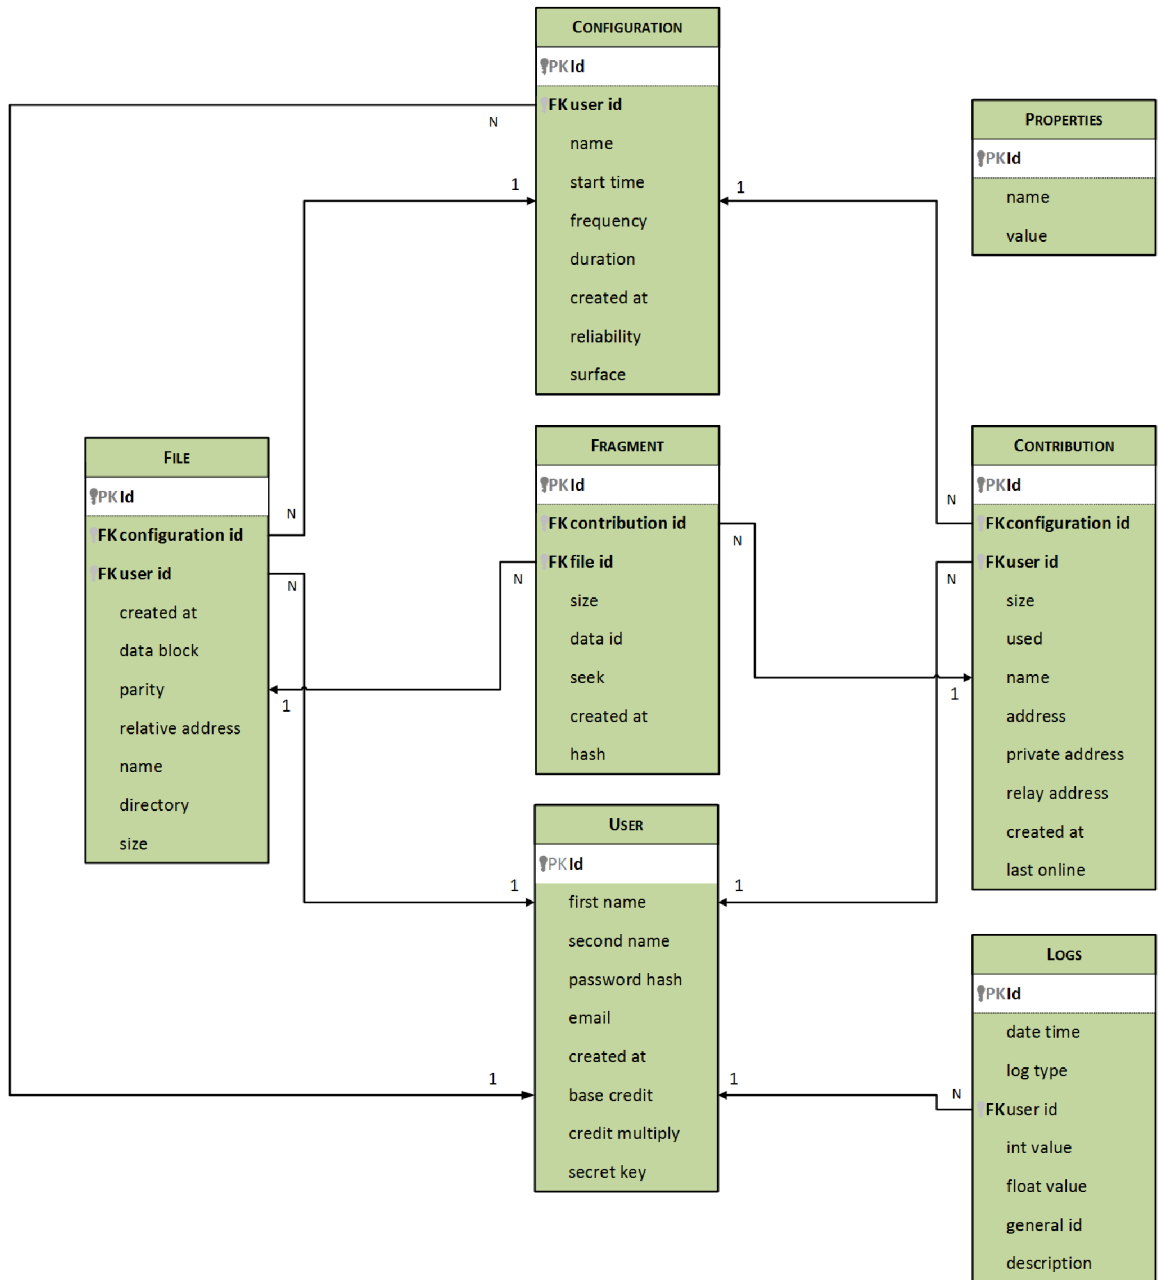 CONFIGURATION
PK Id
FK user id
name
start time
frequency
duration
created at
reliability
surface
N
1
1
PROPERTIES
PK Id
name
value
FILE
PK Id
FK configuration id
FK user id
created at
data block
parity
relative address
name
directory
size
N
N
1
FRAGMENT
PK Id
FK contribution id
FK file id
size
data id
seek
created at
hash
N
N
CONTRIBUTION
PK Id
FK configuration id
FK user id
size
used
name
address
private address
relay address
created at
last online
N
N
1
USER
PK Id
first name
second name
password hash
email
created at
base credit
credit multiply
secret key
1
1
1
1
LOGS
PK Id
date time
log type
FK user id
int value
float value
general id
description
N